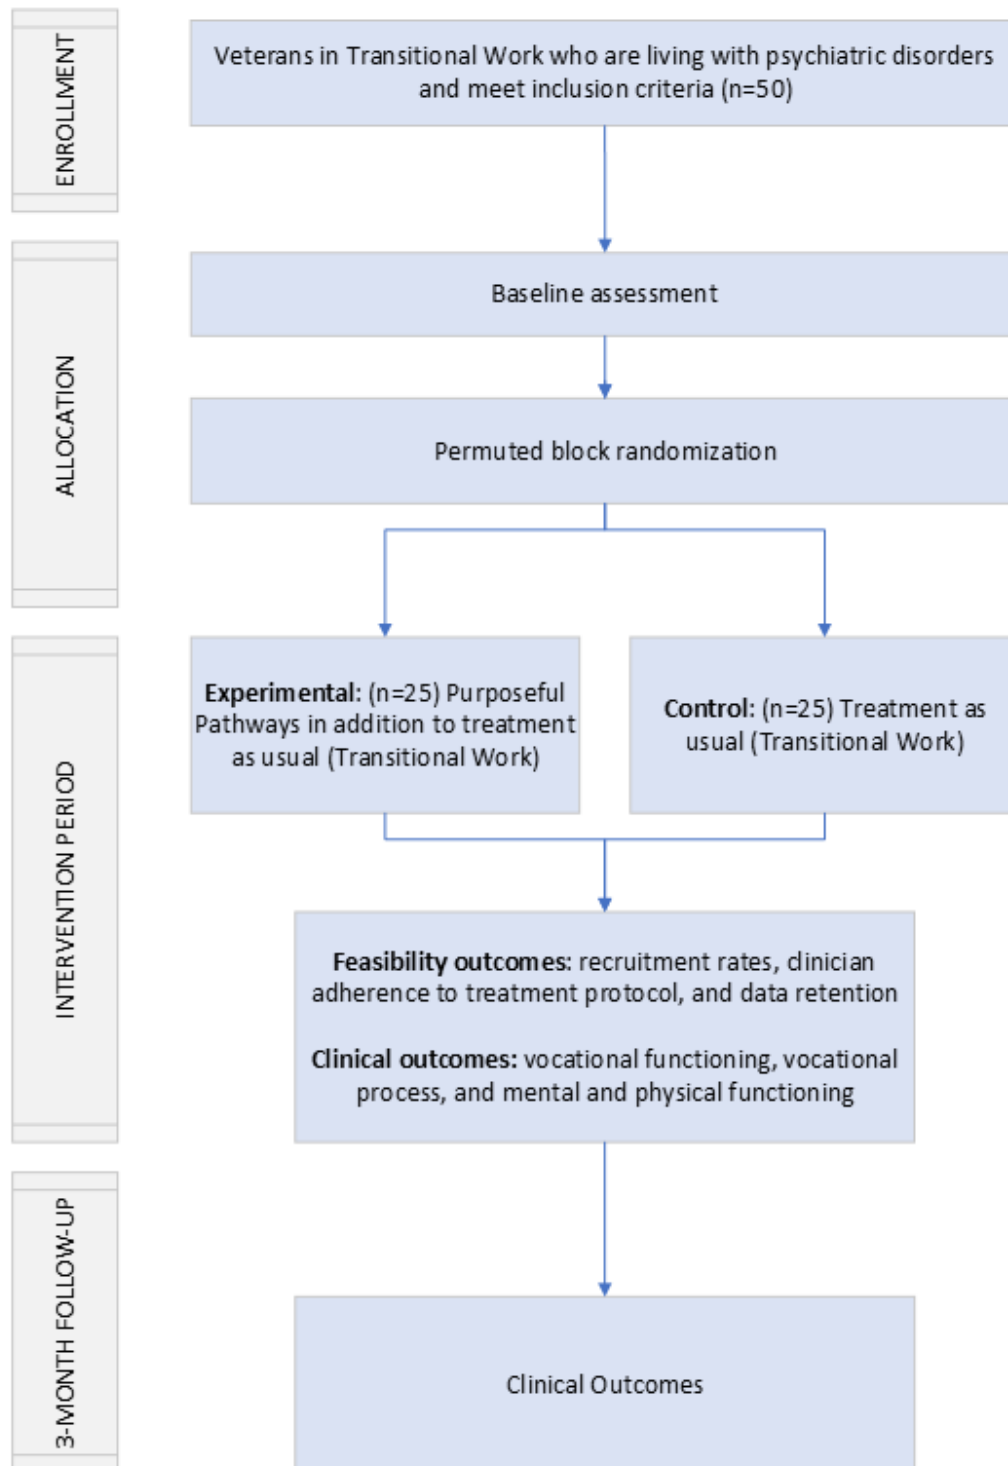 ENROLLMENT
Veterans in Transitional Work who are living with psychiatric disorders
and meet inclusion criteria (n=50)
ALLOCATION
Baseline assessment
Permuted block randomization
INTERVENTION PERIOD
Experimental: (n=25) Purposeful
Pathways in addition to treatment
as usual (Transitional Work)
Control: (n=25) Treatment as
usual (Transitional Work)
Feasibility outcomes: recruitment rates, clinician
adherence to treatment protocol, and data retention
Clinical outcomes: vocational functioning, vocational
process, and mental and physical functioning
3-MONTH FOLLOW-UP
Clinical Outcomes